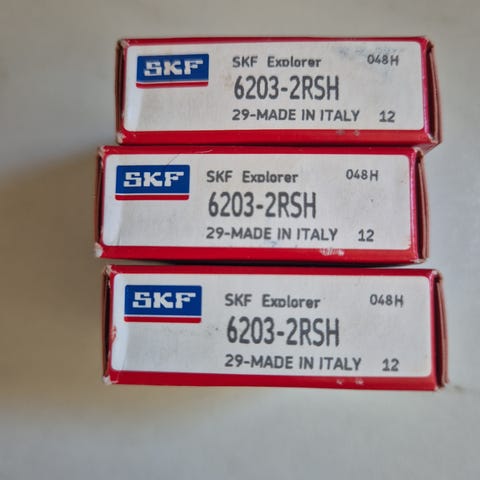 SKF
SKF Explorer 048H
6203-2RSH
29-MADE IN ITALY 12
SKF
SKF Explorer 048H
6203-2RSH
29-MADE IN ITALY 12
SKF
SKF Explorer 048H
6203-2RSH
29-MADE IN ITALY 12